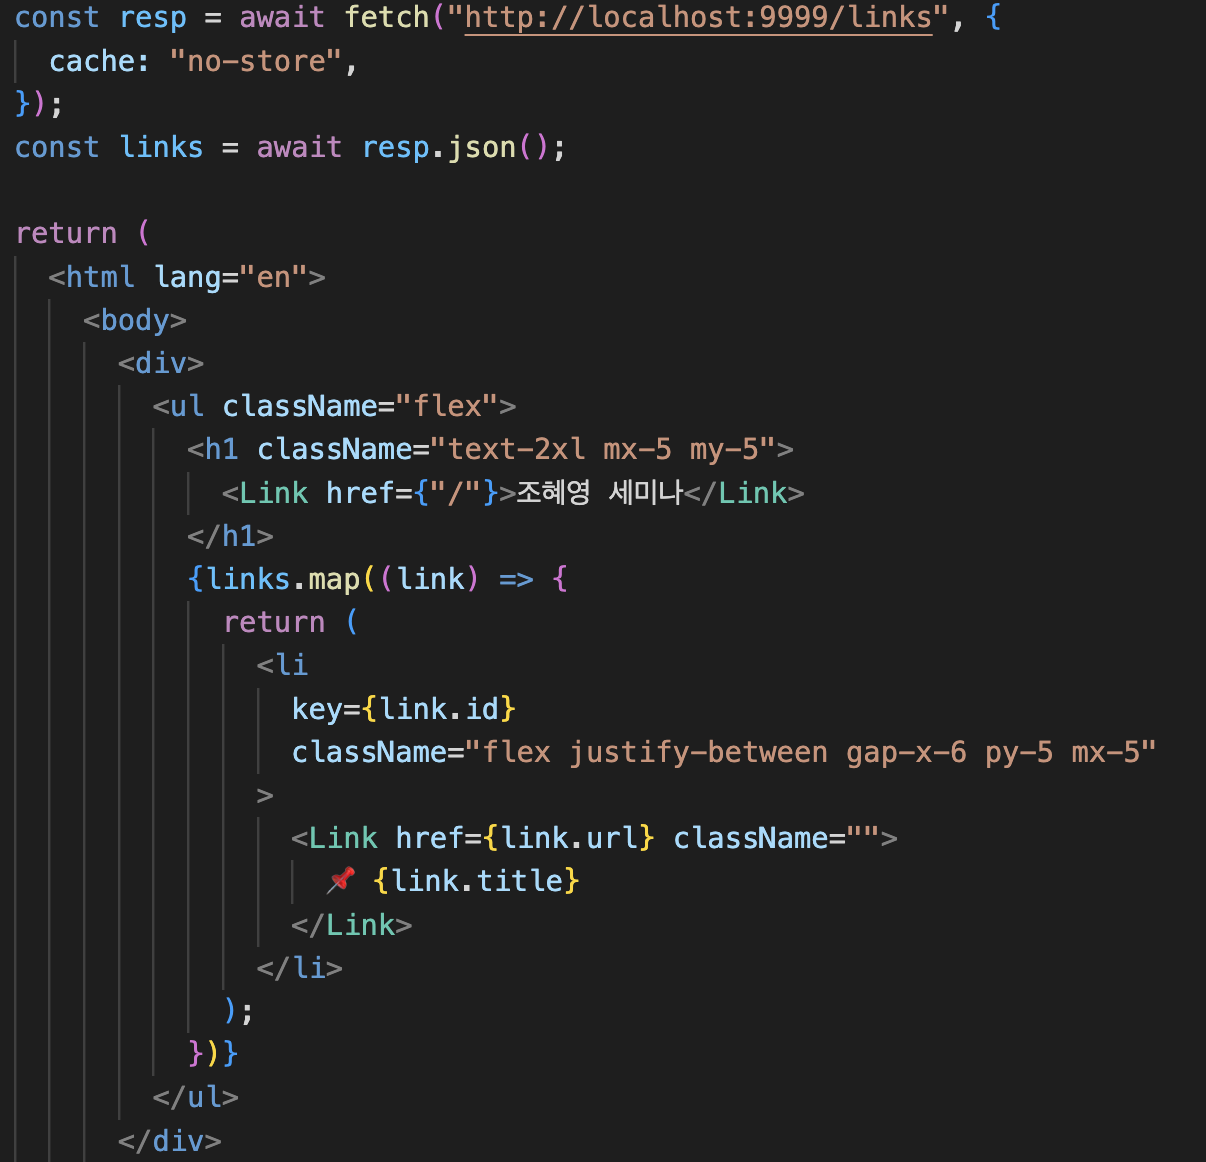 const resp = await fetch("http://localhost:9999/links", {
  cache: "no-store",
});
const links = await resp.json();

return (
  <html lang="en">
    <body>
      <div>
        <ul className="flex">
          <h1 className="text-2xl mx-5 my-5">
            <Link href={"/"}>조혜영 세미나</Link>
          </h1>
          {links.map((link) => {
            return (
              <li
                key={link.id}
                className="flex justify-between gap-x-6 py-5 mx-5"
              >
                <Link href={link.url} className="">
                  📌 {link.title}
                </Link>
              </li>
            );
          })}
        </ul>
      </div>